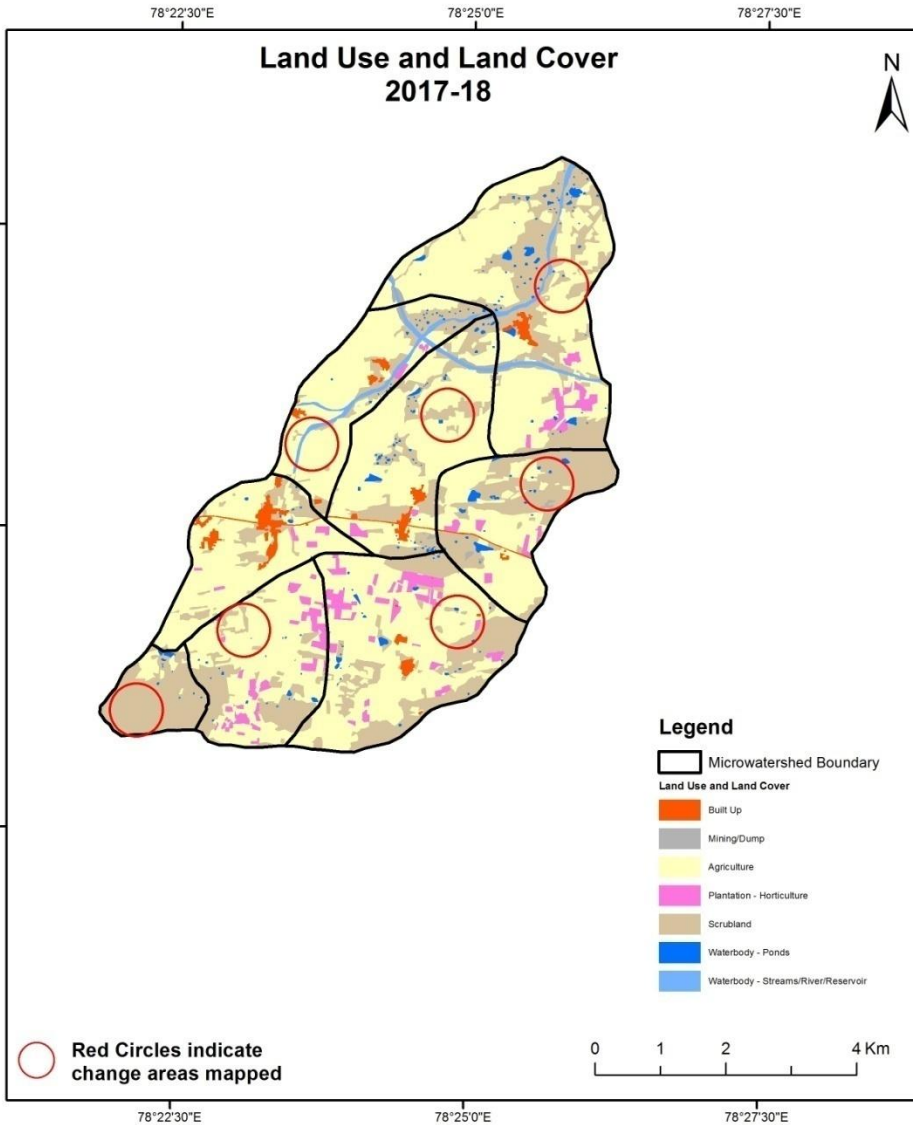 78°22'30"E 78°25'0"E 78°27'30"E
Land Use and Land Cover
2017-18
N
Legend
Microwatershed Boundary
Land Use and Land Cover
Built Up
Mining/Dump
Agriculture
Plantation - Horticulture
Scrubland
Waterbody - Ponds
Waterbody - Streams/River/Reservoir
Red Circles indicate
change areas mapped
0 1 2 4 Km
78°22'30"E 78°25'0"E 78°27'30"E